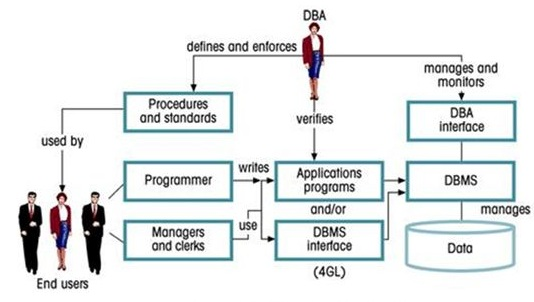 DBA
defines and enforces
manages and
monitors
Procedures
and standards
DBA
interface
used by
verifies
Programmer
writes
Applications
programs
DBMS
and/or
manages
Managers
and clerks
use
DBMS
interface
Data
(4GL)
End users